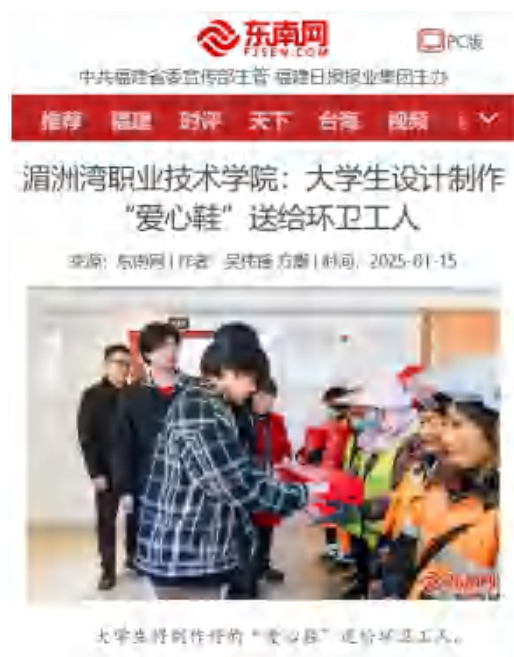 东南网
FJSEN.COM
PC版
中共福建省委宣传部主管 福建日报报业集团主办
推荐 福建 时评 天下 台海 视频
湄洲湾职业技术学院：大学生设计制作
“爱心鞋”送给环卫工人
来源：东南网 | 作者： | 时间：2025-01-15
东南网
大学生将制作好的“爱心鞋”送给环卫工人。